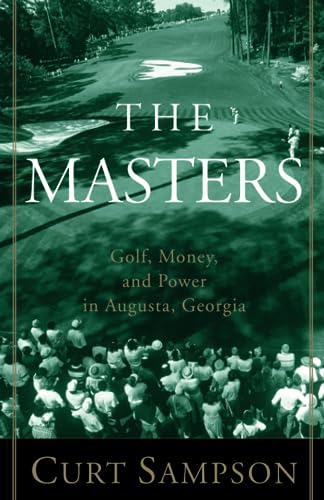 THE
MASTERS
Golf, Money,
and Power
in Augusta, Georgia
CURT SAMPSON